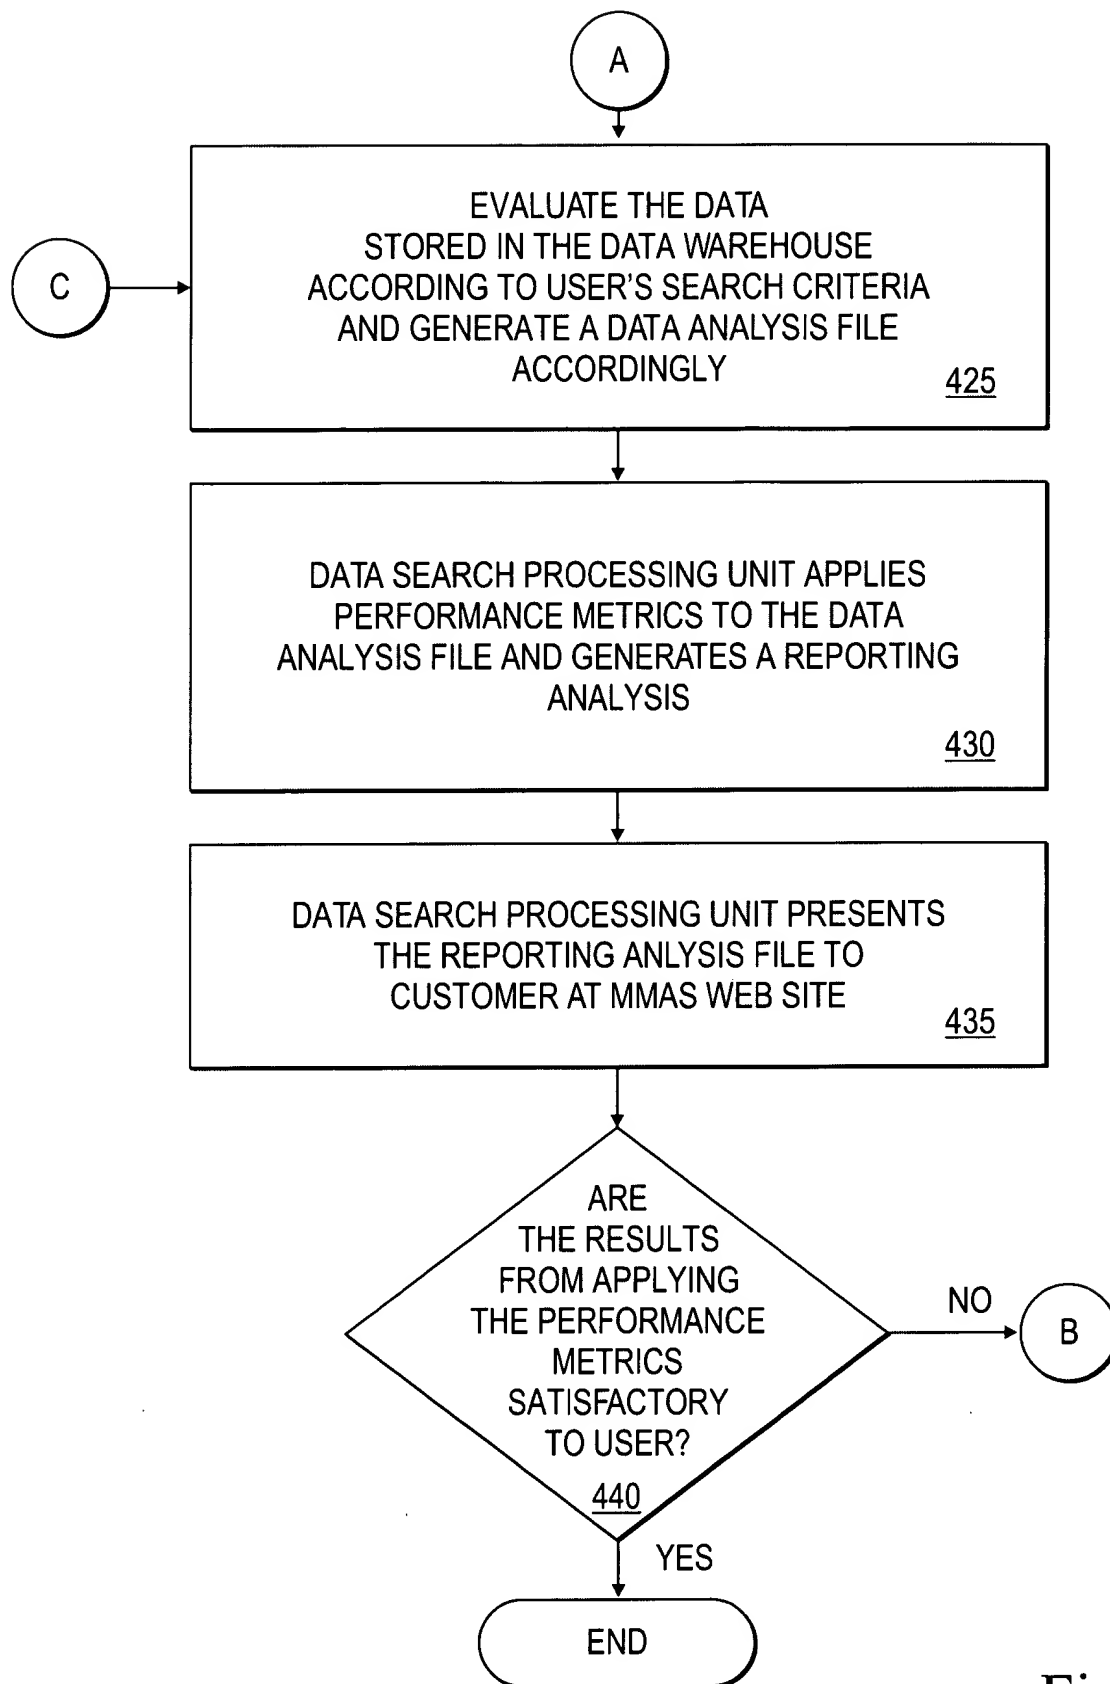 A
EVALUATE THE DATA
STORED IN THE DATA WAREHOUSE
C
ACCORDING TO USER'S SEARCH CRITERIA
AND GENERATE A DATA ANALYSIS FILE
ACCORDINGLY
425
DATA SEARCH PROCESSING UNIT APPLIES
PERFORMANCE METRICS TO THE DATA
ANALYSIS FILE AND GENERATES A REPORTING
ANALYSIS
430
DATA SEARCH PROCESSING UNIT PRESENTS
THE REPORTING ANLYSIS FILE TO
CUSTOMER AT MMAS WEB SITE
435
ARE
THE RESULTS
FROM APPLYING
THE PERFORMANCE
METRICS
SATISFACTORY
TO USER?
440
NO
B
YES
END